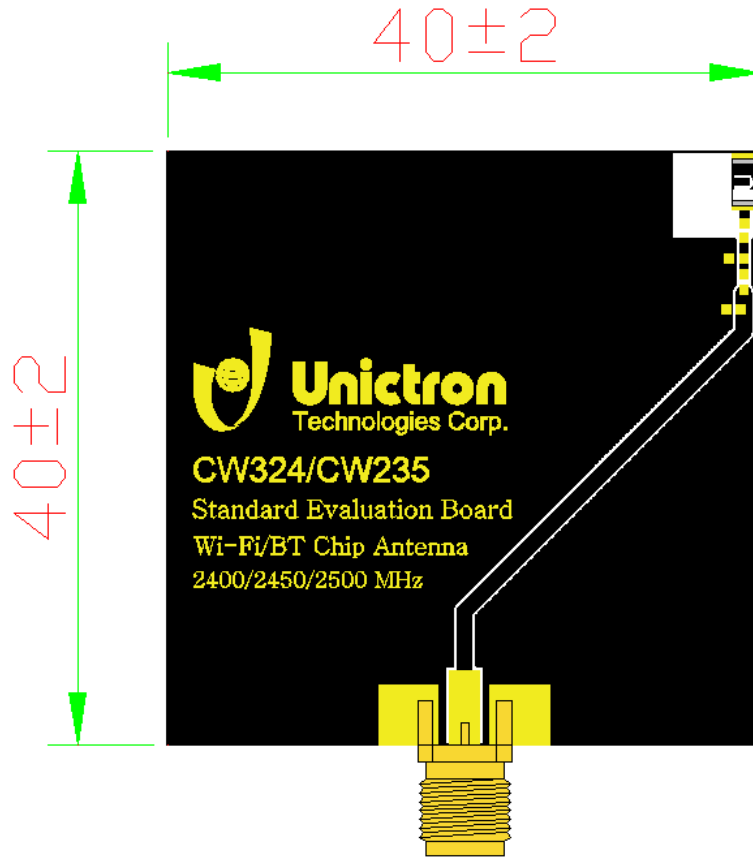 40±2
40±2
Unictron
Technologies Corp.
CW324/CW235
Standard Evaluation Board
Wi-Fi/BT Chip Antenna
2400/2450/2500 MHz